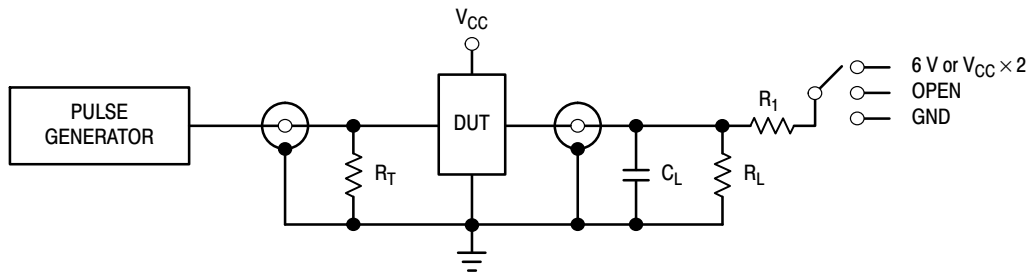 V_CC
6 V or V_CC × 2
OPEN
GND
PULSE
GENERATOR
DUT
R_1
R_T
C_L
R_L